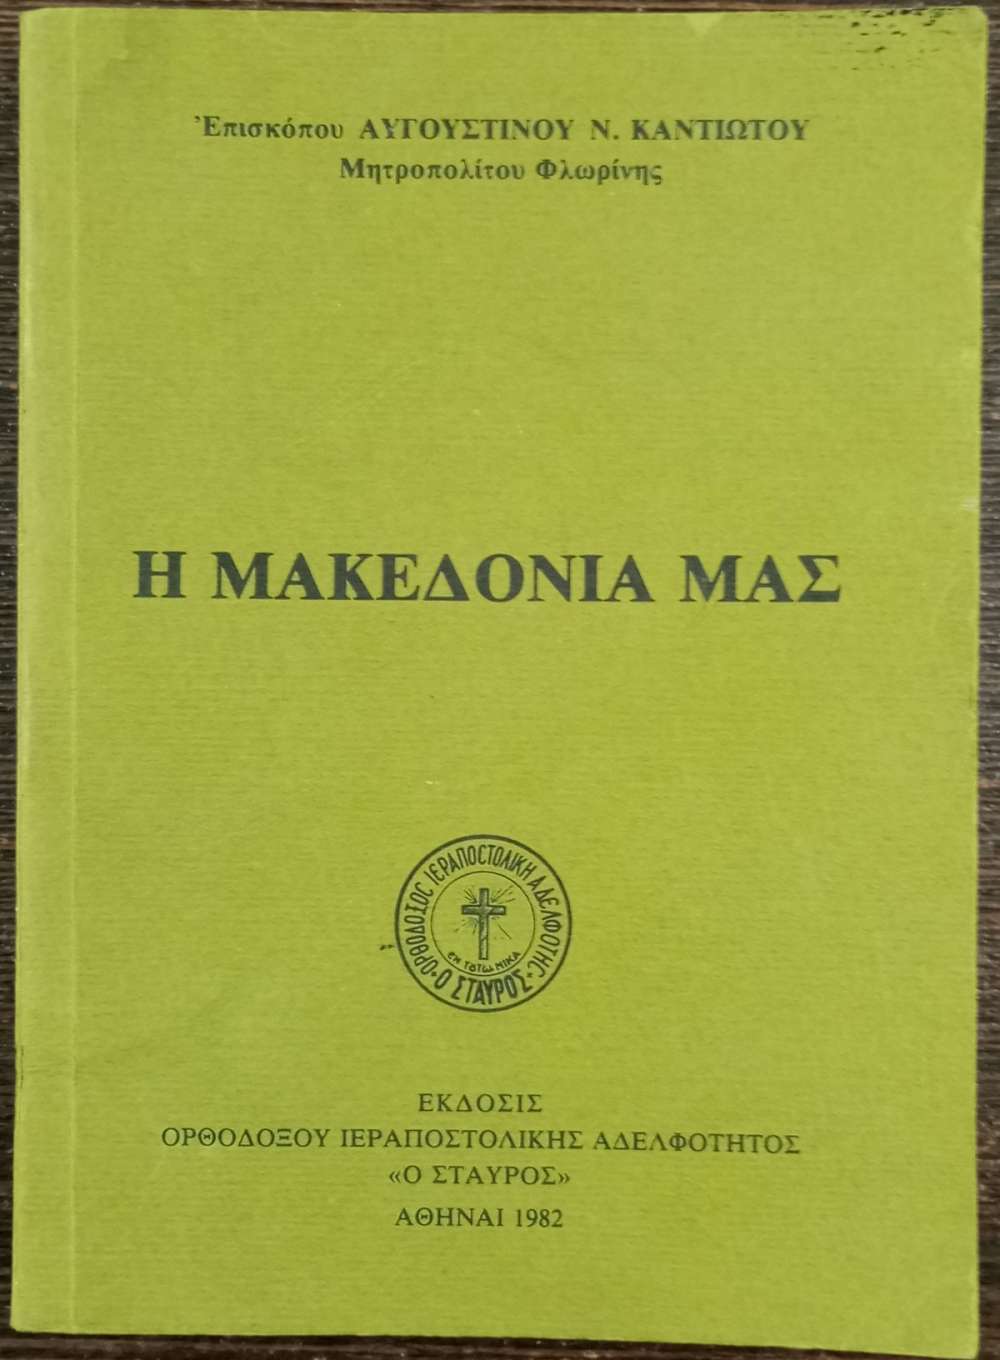 Ἐπισκόπου ΑΥΓΟΥΣΤΙΝΟΥ Ν. ΚΑΝΤΙΩΤΟΥ
Μητροπολίτου Φλωρίνης
Η ΜΑΚΕΔΟΝΙΑ ΜΑΣ
ΟΡΘΟΔΟΞΟΣ ΙΕΡΑΠΟΣΤΟΛΙΚΗ ΑΔΕΛΦΟΤΗΣ
ΕΝ ΤΟΥΤΩ ΝΙΚΑ
Ο ΣΤΑΥΡΟΣ
ΕΚΔΟΣΙΣ
ΟΡΘΟΔΟΞΟΥ ΙΕΡΑΠΟΣΤΟΛΙΚΗΣ ΑΔΕΛΦΟΤΗΤΟΣ
«Ο ΣΤΑΥΡΟΣ»
ΑΘΗΝΑΙ 1982